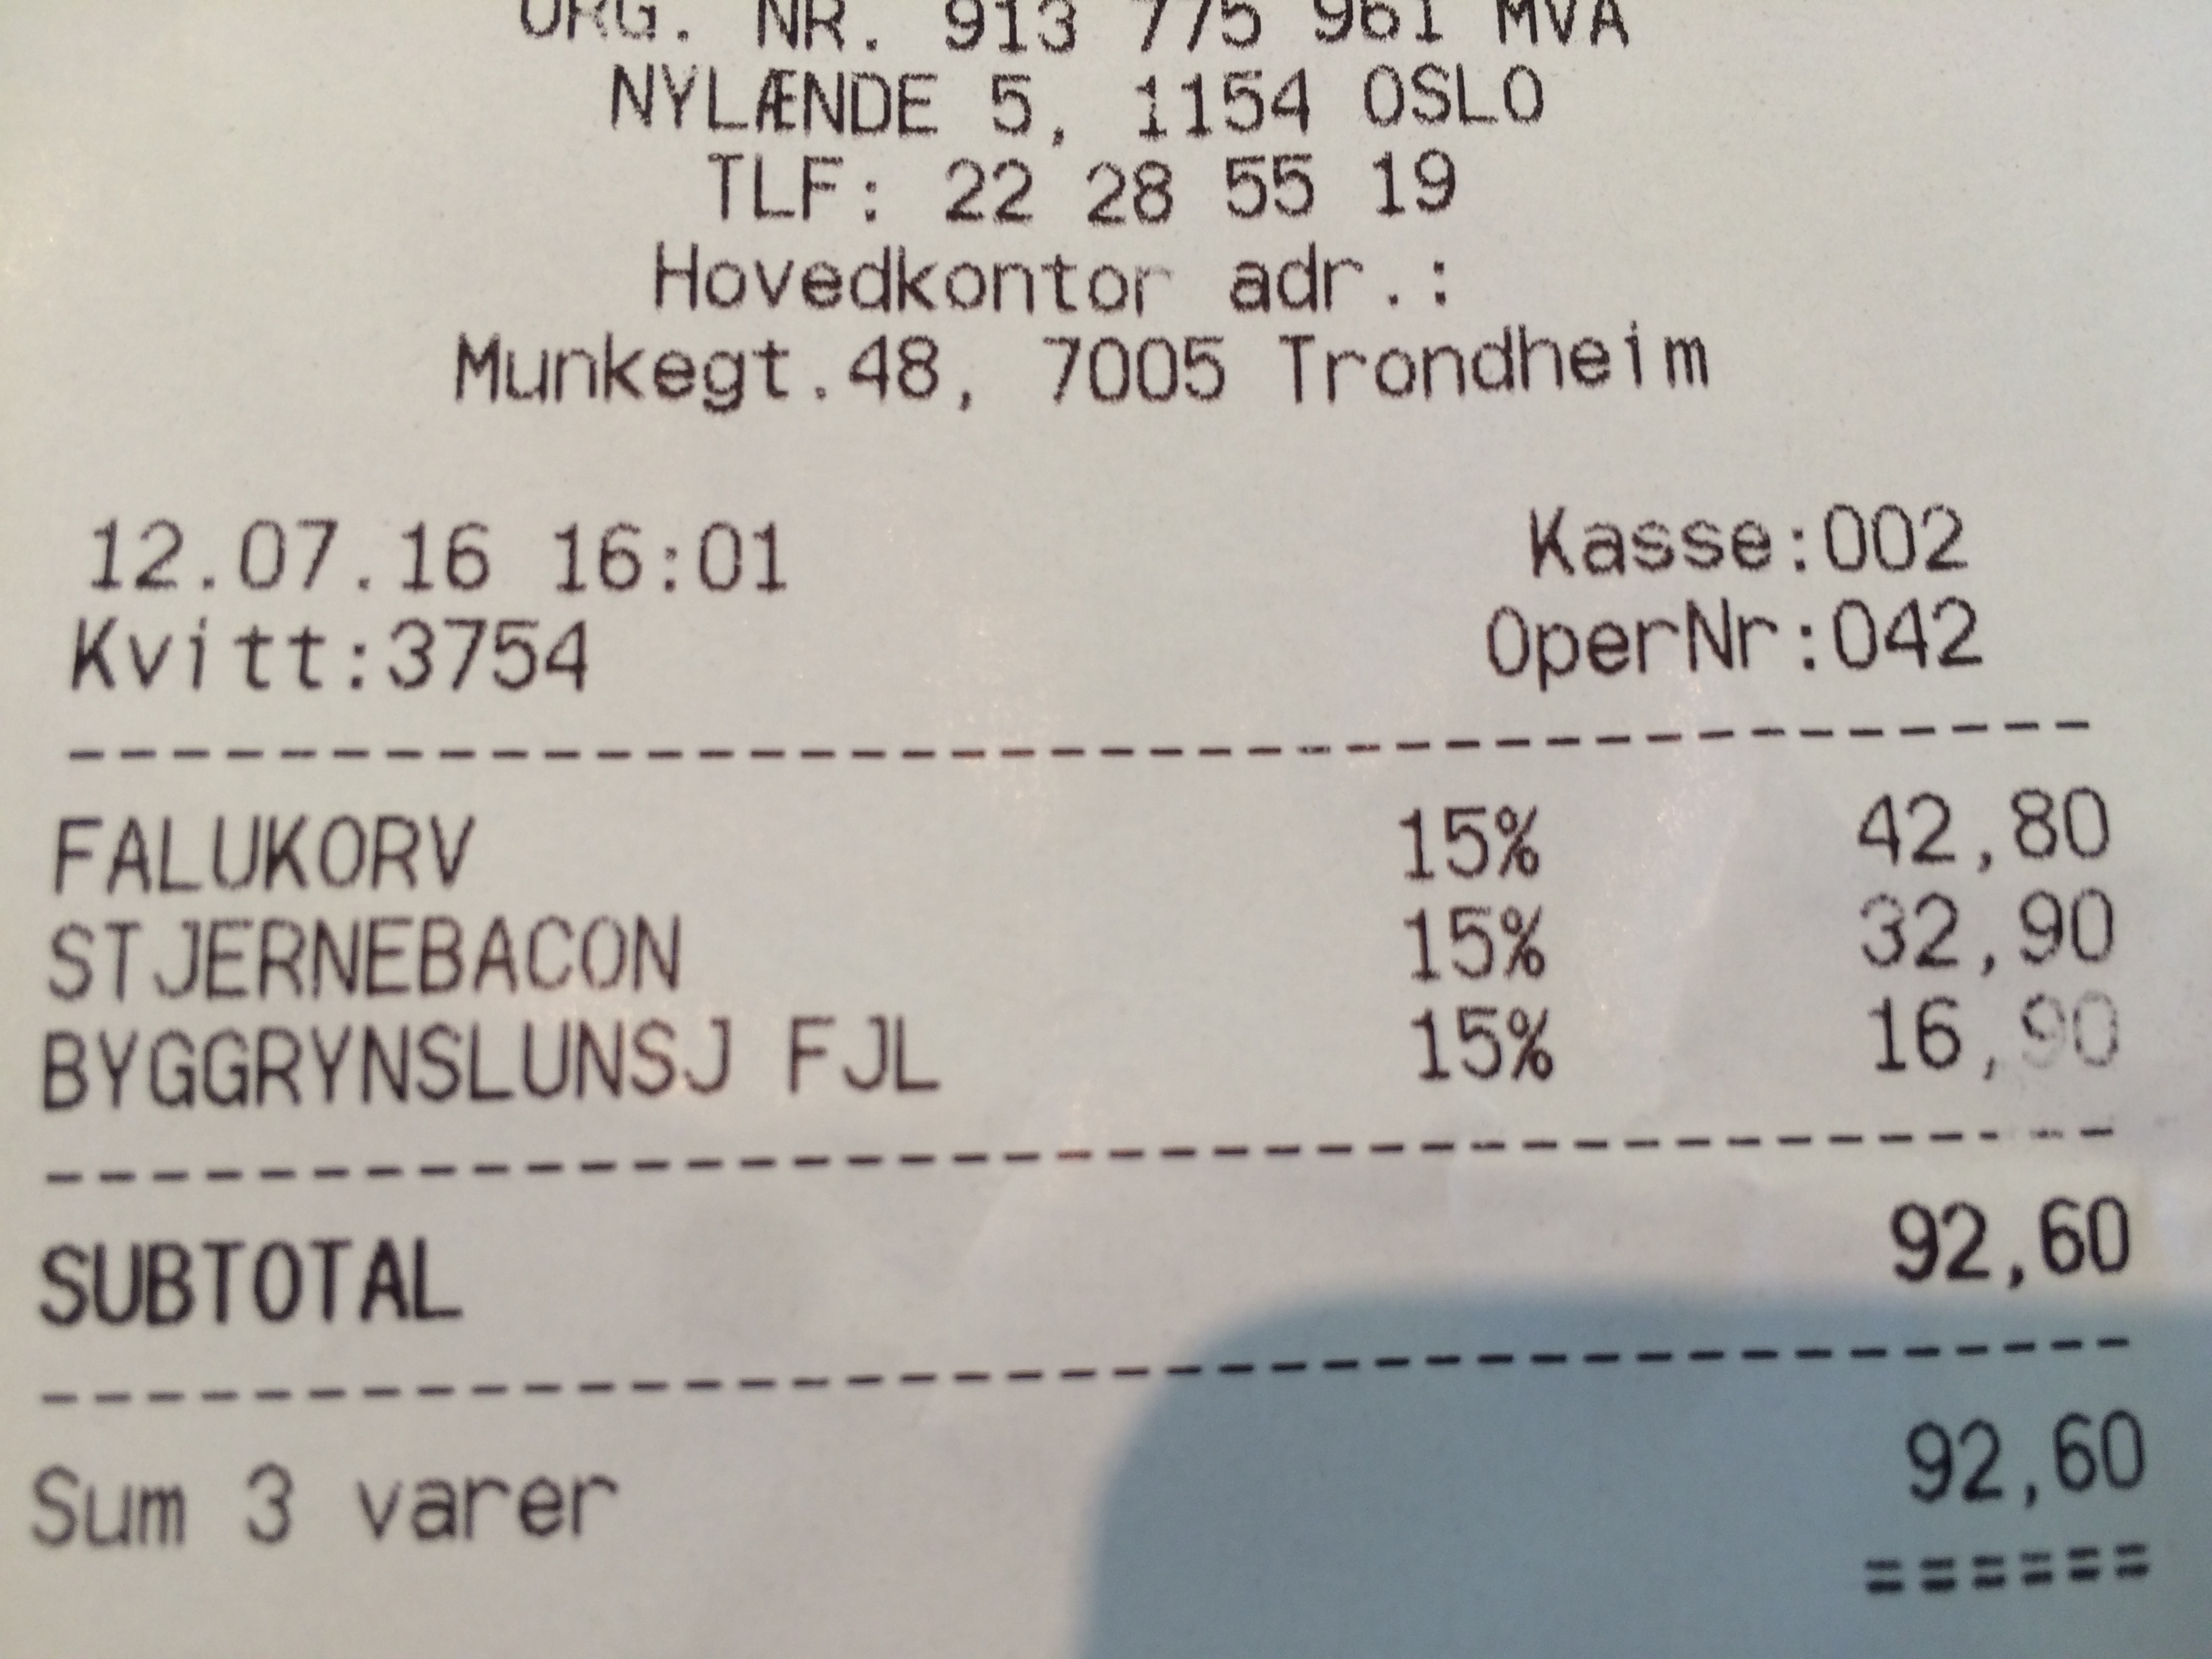 ORG. NR. 913 775 961 MVA
NYLÆNDE 5, 1154 OSLO
TLF: 22 28 55 19
Hovedkontor adr.:
Munkegt.48, 7005 Trondheim
12.07.16 16:01 Kasse:002
Kvitt:3754 OperNr:042
--------------------------------------
FALUKORV 15% 42,80
STJERNEBACON 15% 32,90
BYGGRYNSLUNSJ FJL 15% 16,90
--------------------------------------
SUBTOTAL 92,60
--------------------------------------
Sum 3 varer 92,60
======